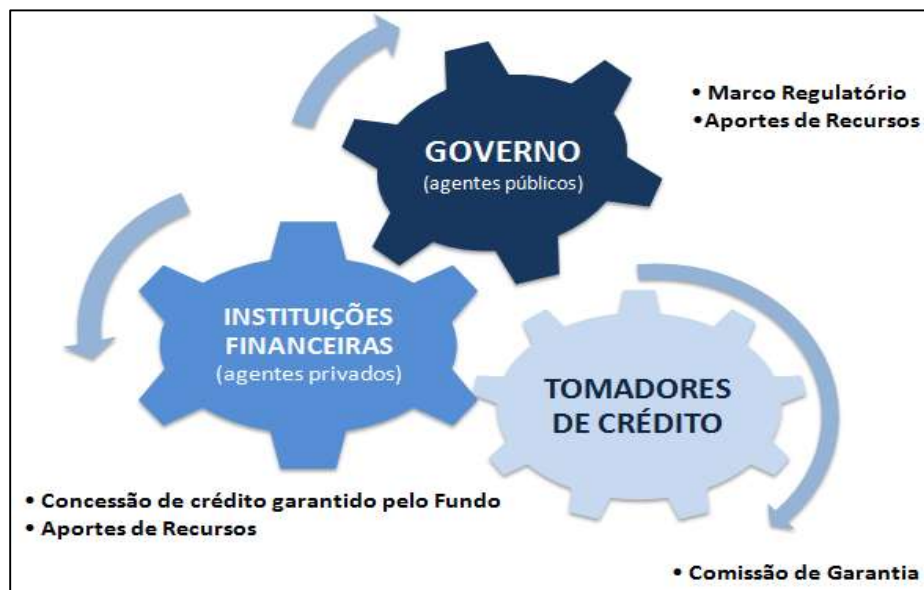 • Marco Regulatório
•Aportes de Recursos
GOVERNO
(agentes públicos)
INSTITUIÇÕES
FINANCEIRAS
(agentes privados)
TOMADORES
DE CRÉDITO
• Concessão de crédito garantido pelo Fundo
• Aportes de Recursos
• Comissão de Garantia